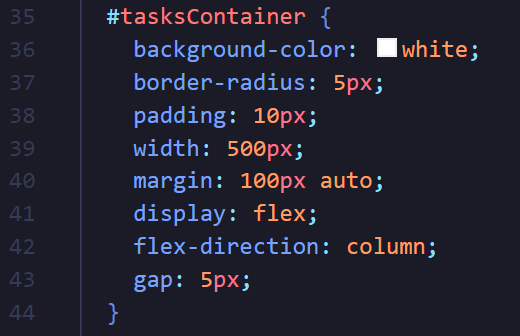 35 #tasksContainer {
36 background-color: white;
37 border-radius: 5px;
38 padding: 10px;
39 width: 500px;
40 margin: 100px auto;
41 display: flex;
42 flex-direction: column;
43 gap: 5px;
44 }